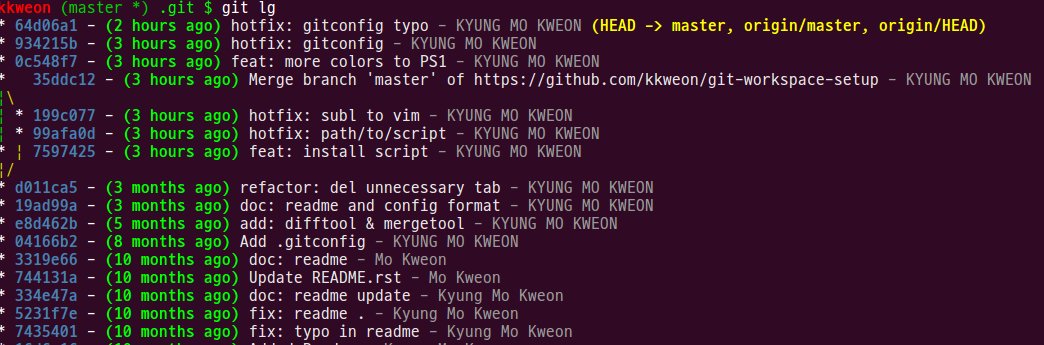 kkweon (master *) .git $ git lg
* 64d06a1 - (2 hours ago) hotfix: gitconfig typo - KYUNG MO KWEON (HEAD -> master, origin/master, origin/HEAD)
* 934215b - (3 hours ago) hotfix: gitconfig - KYUNG MO KWEON
* 0c548f7 - (3 hours ago) feat: more colors to PS1 - KYUNG MO KWEON
*   35ddc12 - (3 hours ago) Merge branch 'master' of https://github.com/kkweon/git-workspace-setup - KYUNG MO KWEON
|\
| * 199c077 - (3 hours ago) hotfix: subl to vim - KYUNG MO KWEON
| * 99afa0d - (3 hours ago) hotfix: path/to/script - KYUNG MO KWEON
* | 7597425 - (3 hours ago) feat: install script - KYUNG MO KWEON
|/
* d011ca5 - (3 months ago) refactor: del unnecessary tab - KYUNG MO KWEON
* 19ad99a - (3 months ago) doc: readme and config format - KYUNG MO KWEON
* e8d462b - (5 months ago) add: difftool & mergetool - KYUNG MO KWEON
* 04166b2 - (8 months ago) Add .gitconfig - KYUNG MO KWEON
* 3319e66 - (10 months ago) doc: readme - Mo Kweon
* 744131a - (10 months ago) Update README.rst - Mo Kweon
* 334e47a - (10 months ago) doc: readme update - Kyung Mo Kweon
* 5231f7e - (10 months ago) fix: readme . - Kyung Mo Kweon
* 7435401 - (10 months ago) fix: typo in readme - Kyung Mo Kweon